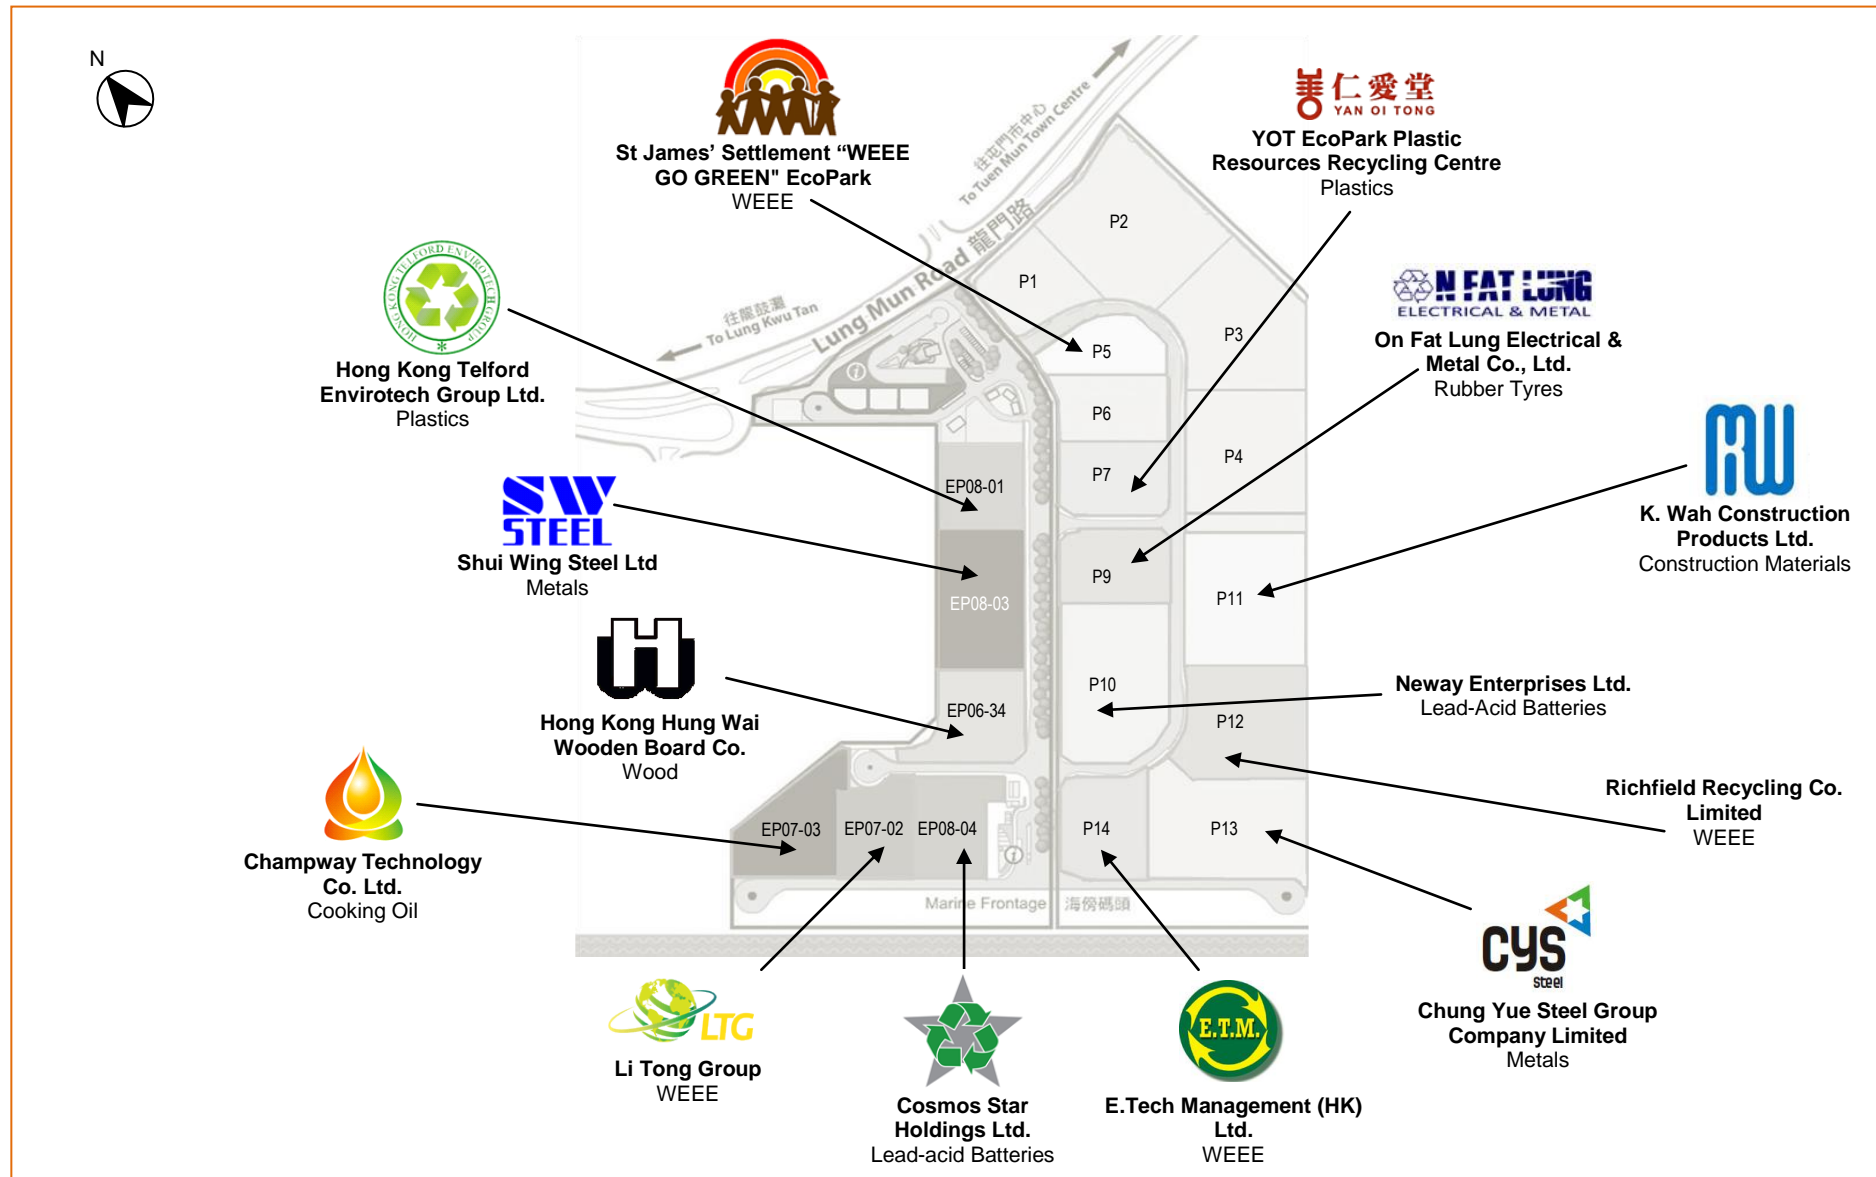 N
St James’ Settlement “WEEE
GO GREEN" EcoPark
WEEE
仁愛堂
YAN OI TONG
YOT EcoPark Plastic
Resources Recycling Centre
Plastics
往屯門市中心
To Tuen Mun Town Centre
Lung Mun Road 龍門路
往龍鼓灘
To Lung Kwu Tan
HONG KONG TELFORD ENVIROTECH GROUP
Hong Kong Telford
Envirotech Group Ltd.
Plastics
N FAT LUNG
ELECTRICAL & METAL
On Fat Lung Electrical &
Metal Co., Ltd.
Rubber Tyres
SW
STEEL
Shui Wing Steel Ltd
Metals
K. Wah Construction
Products Ltd.
Construction Materials
Hong Kong Hung Wai
Wooden Board Co.
Wood
Neway Enterprises Ltd.
Lead-Acid Batteries
Champway Technology
Co. Ltd.
Cooking Oil
Richfield Recycling Co.
Limited
WEEE
P1
P2
P3
P4
P5
P6
P7
P9
P10
P11
P12
P13
P14
EP08-01
EP08-03
EP06-34
EP07-03
EP07-02
EP08-04
Marine Frontage
海傍碼頭
LTG
Li Tong Group
WEEE
Cosmos Star
Holdings Ltd.
Lead-acid Batteries
E.T.M.
E.Tech Management (HK)
Ltd.
WEEE
CYS
Steel
Chung Yue Steel Group
Company Limited
Metals